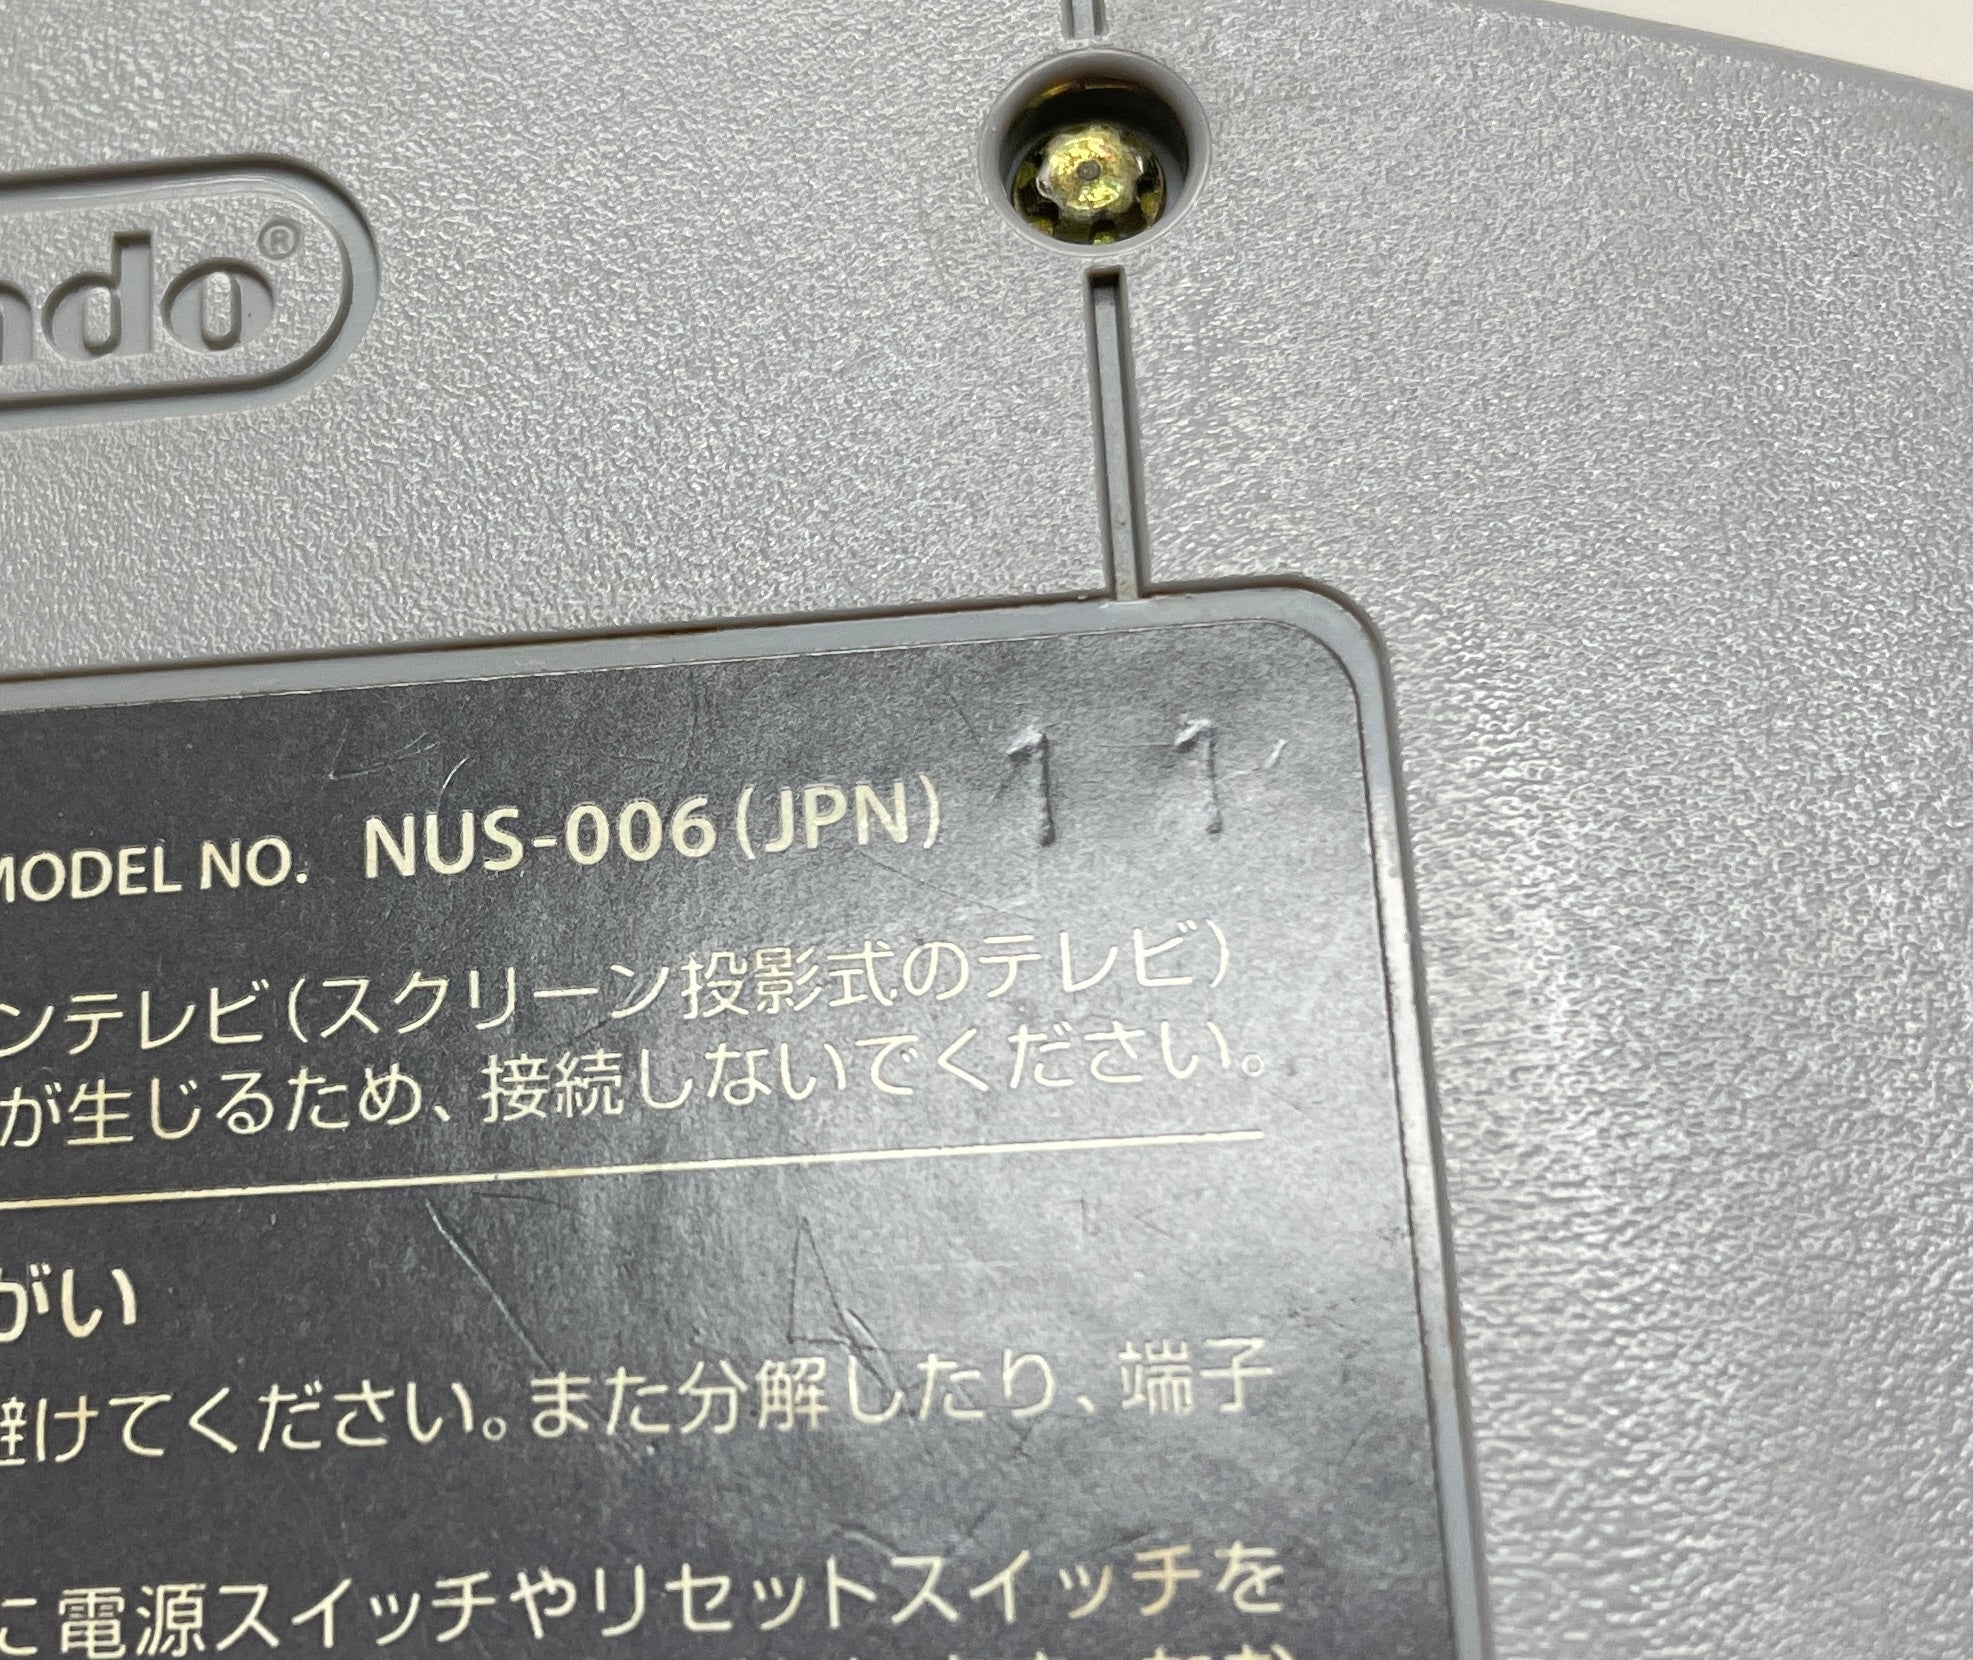 ndo®
MODEL NO. NUS-006(JPN) 1 1
ンテレビ(スクリーン投影式のテレビ)
が生じるため、接続しないでください。
がい
避けてください。また分解したり、端子
に電源スイッチやリセットスイッチを